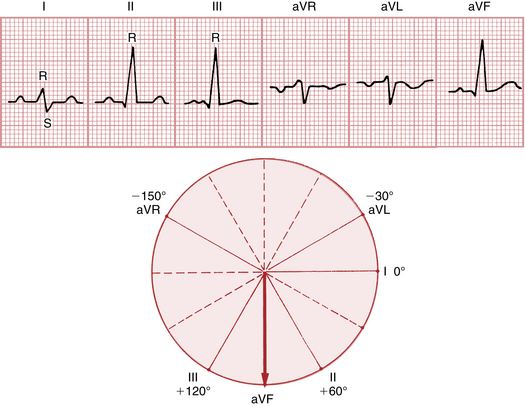 I II III aVR aVL aVF
R R R
S
−150° −30°
aVR aVL
I 0°
III II
+120° +60°
aVF